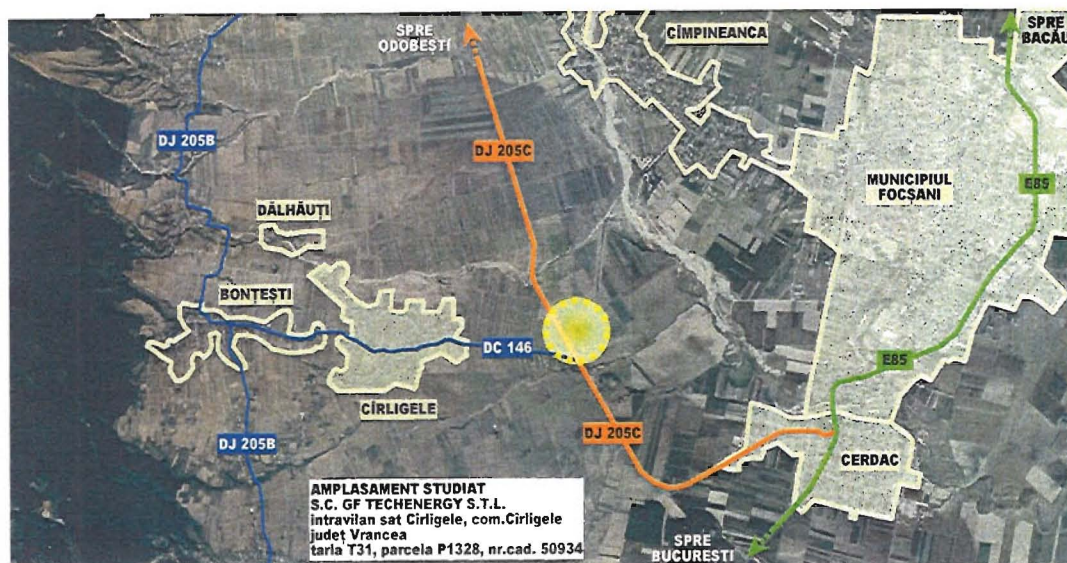 SPRE
ODOBEȘTI
CÎMPINEANCA
SPRE
BACĂU
DJ 205B
DJ 205C
MUNICIPIUL
FOCȘANI
E85
DĂLHĂUȚI
BONȚEȘTI
DC 146
E85
CÎRLIGELE
DJ 205B
DJ 205C
CERDAC
AMPLASAMENT STUDIAT
S.C. GF TECHENERGY S.T.L.
intravilan sat Cîrligele, com.Cîrligele
județ Vrancea
tarla T31, parcela P1328, nr.cad. 50934
SPRE
BUCUREȘTI